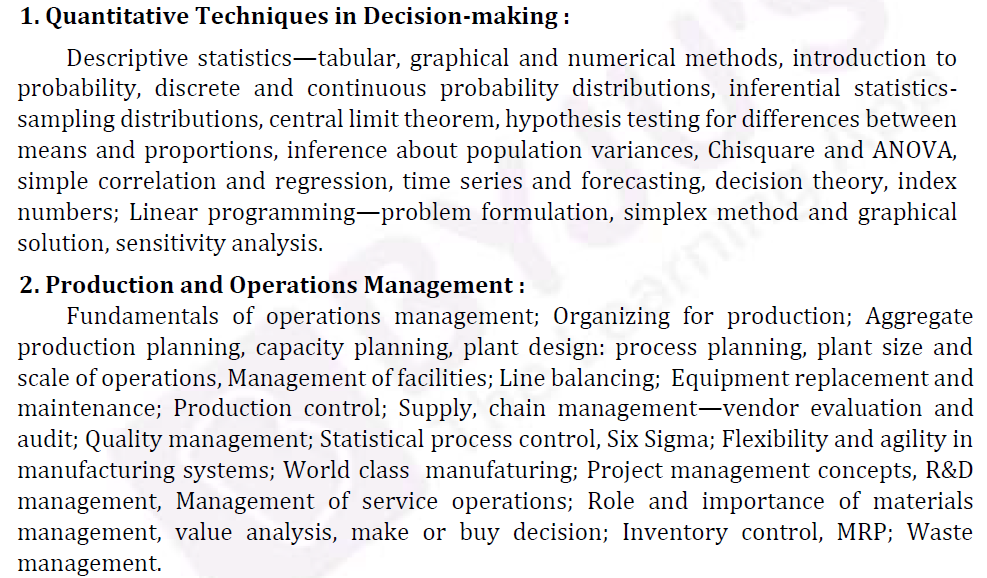 1. Quantitative Techniques in Decision-making :
Descriptive statistics—tabular, graphical and numerical methods, introduction to
probability, discrete and continuous probability distributions, inferential statistics-
sampling distributions, central limit theorem, hypothesis testing for differences between
means and proportions, inference about population variances, Chisquare and ANOVA,
simple correlation and regression, time series and forecasting, decision theory, index
numbers; Linear programming—problem formulation, simplex method and graphical
solution, sensitivity analysis.
2. Production and Operations Management :
Fundamentals of operations management; Organizing for production; Aggregate
production planning, capacity planning, plant design: process planning, plant size and
scale of operations, Management of facilities; Line balancing; Equipment replacement and
maintenance; Production control; Supply, chain management—vendor evaluation and
audit; Quality management; Statistical process control, Six Sigma; Flexibility and agility in
manufacturing systems; World class manufaturing; Project management concepts, R&D
management, Management of service operations; Role and importance of materials
management, value analysis, make or buy decision; Inventory control, MRP; Waste
management.
BYJU'S
The Learning App